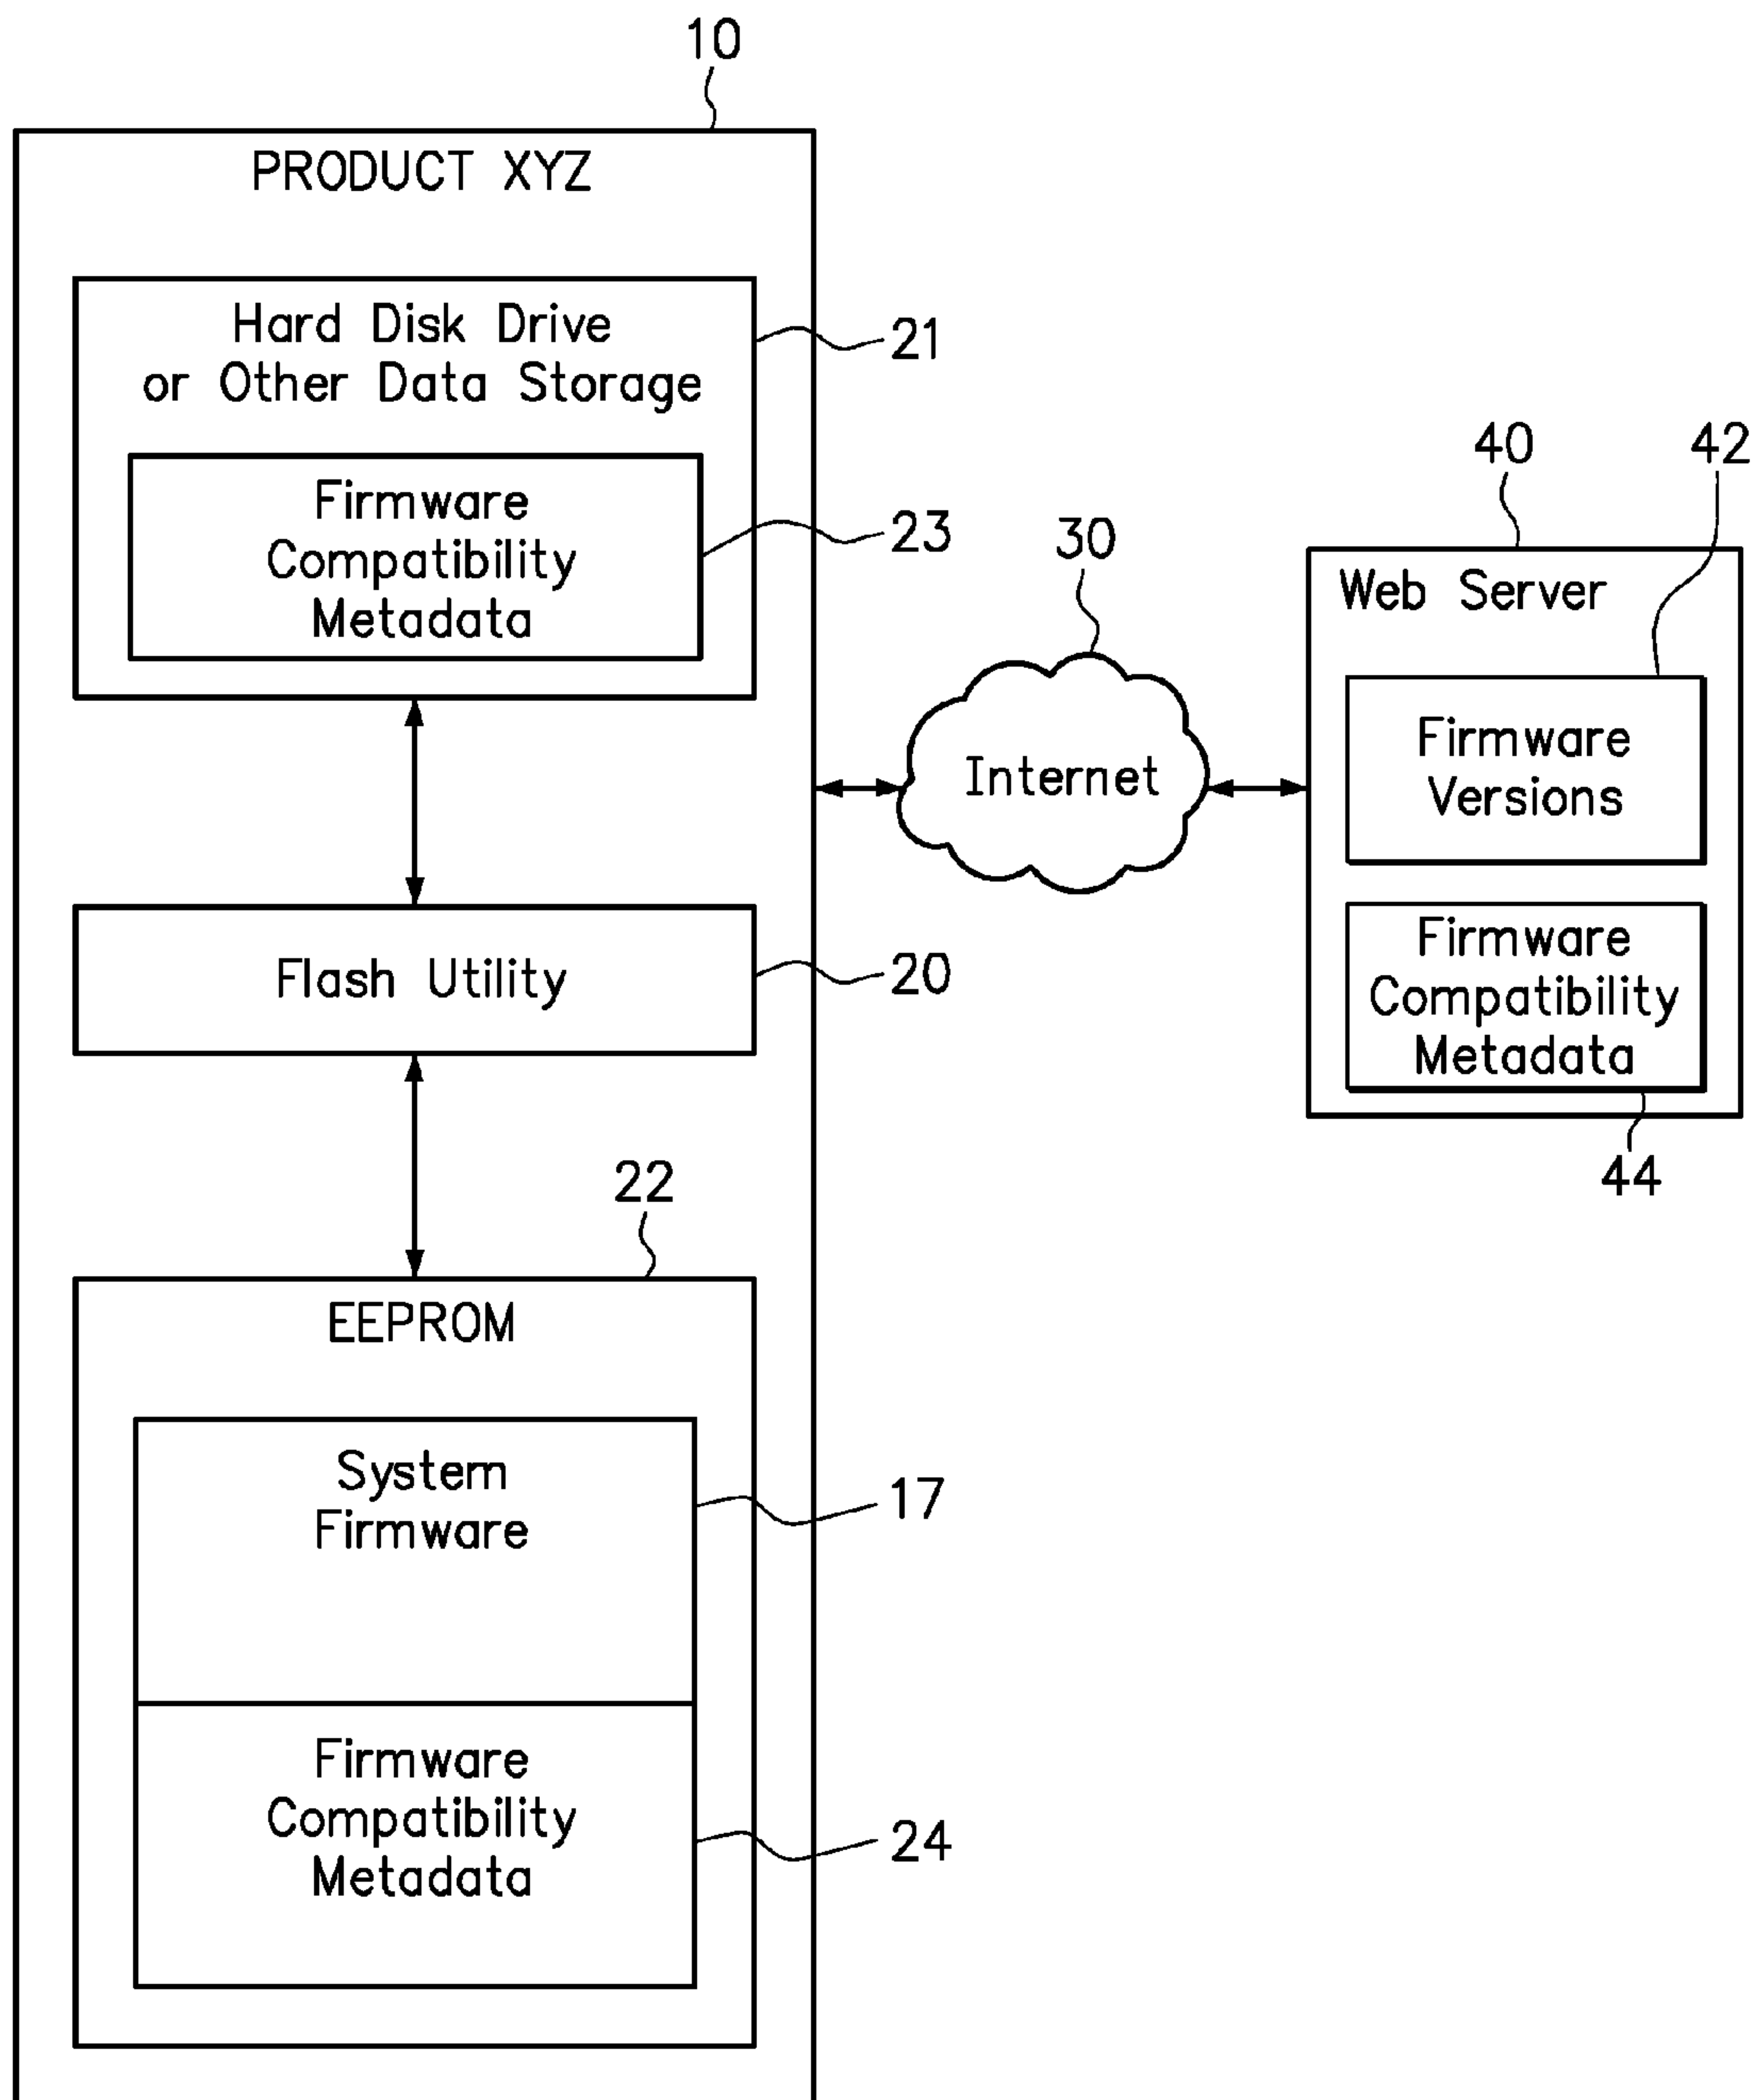 10
PRODUCT XYZ
Hard Disk Drive
or Other Data Storage
21
Firmware
Compatibility
Metadata
23
Flash Utility
20
22
EEPROM
System
Firmware
17
Firmware
Compatibility
Metadata
24
30
Internet
40
42
Web Server
Firmware
Versions
Firmware
Compatibility
Metadata
44